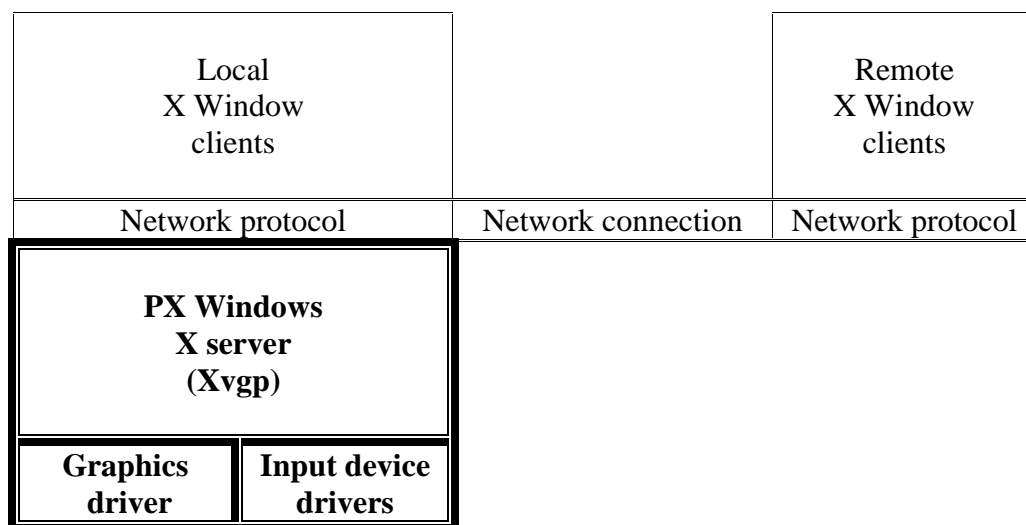 Local
X Window
clients
Remote
X Window
clients
Network protocol
Network connection
Network protocol
PX Windows
X server
(Xvgp)
Graphics
driver
Input device
drivers